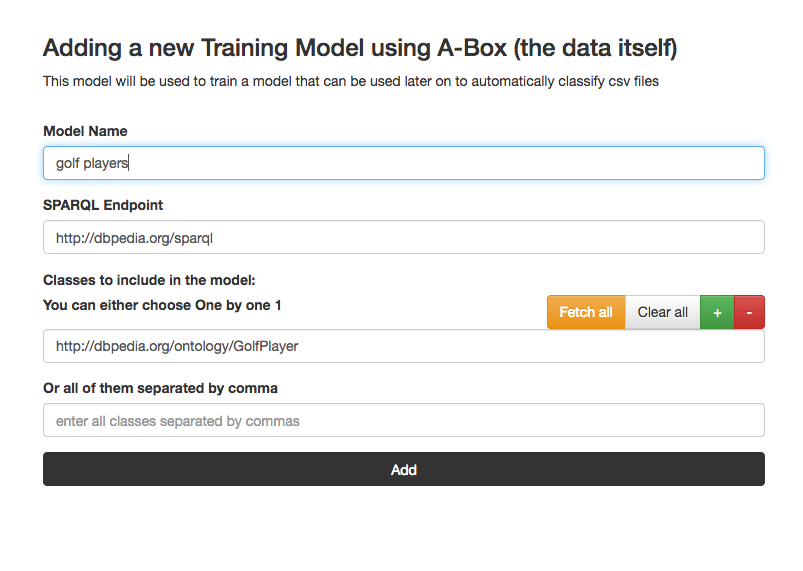 Adding a new Training Model using A-Box (the data itself)
This model will be used to train a model that can be used later on to automatically classify csv files
Model Name
golf players
SPARQL Endpoint
http://dbpedia.org/sparql
Classes to include in the model:
You can either choose One by one 1
Fetch all Clear all + -
http://dbpedia.org/ontology/GolfPlayer
Or all of them separated by comma
enter all classes separated by commas
Add